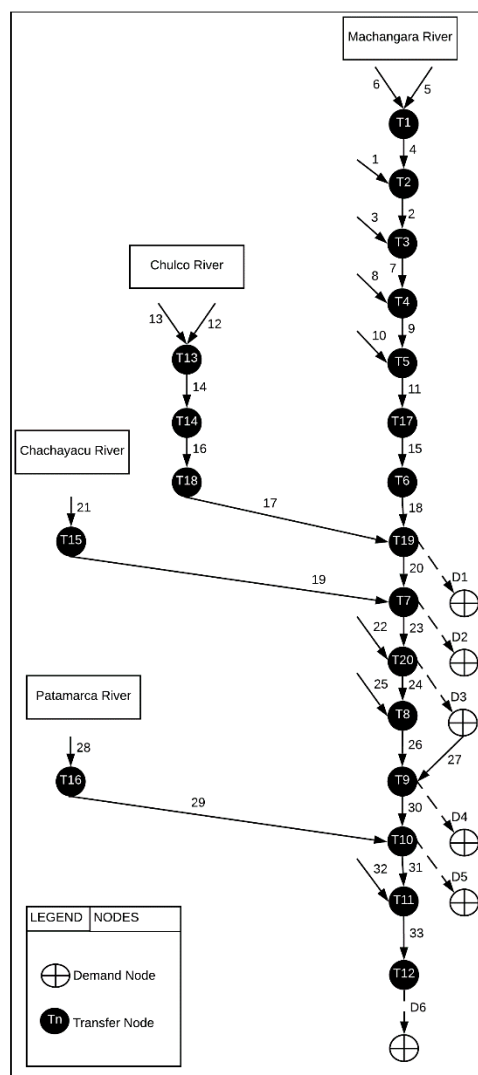 Machangara River
6
5
T1
4
1
T2
2
3
T3
7
8
T4
9
Chulco River
13
12
10
T5
T13
14
11
T14
T17
16
15
Chachayacu River
T18
T6
21
17
18
T15
T19
20
D1
19
T7
22
23
D2
T20
25
24
D3
Patamarca River
T8
28
26
27
T16
T9
29
30
D4
T10
32
31
D5
T11
33
LEGEND NODES
T12
Demand Node
D6
Tn Transfer Node